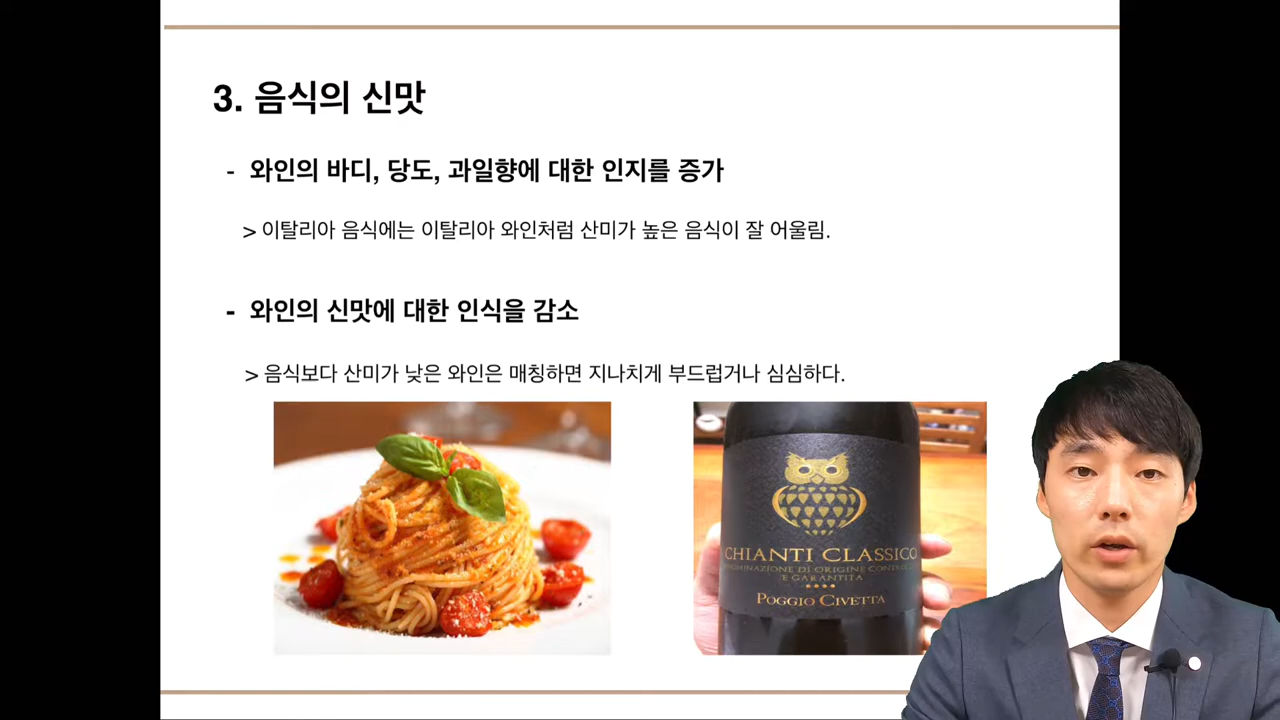 3. 음식의 신맛
- 와인의 바디, 당도, 과일향에 대한 인지를 증가
> 이탈리아 음식에는 이탈리아 와인처럼 산미가 높은 음식이 잘 어울림.
- 와인의 신맛에 대한 인식을 감소
> 음식보다 산미가 낮은 와인은 매칭하면 지나치게 부드럽거나 심심하다.
CHIANTI CLASSICO
DI ORIGINE
E GARANTITA
POGGIO CIVETTA